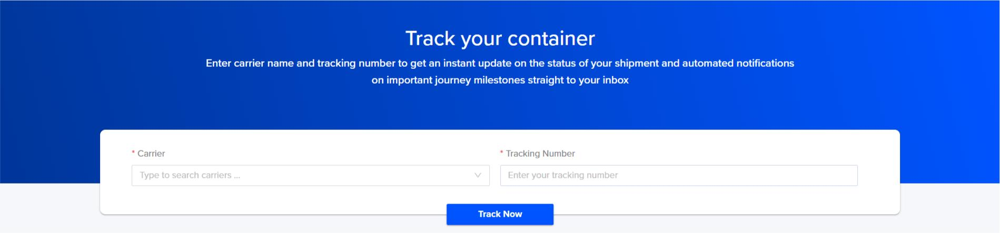 Track your container
Enter carrier name and tracking number to get an instant update on the status of your shipment and automated notifications
on important journey milestones straight to your inbox
* Carrier
* Tracking Number
Type to search carriers ...
Enter your tracking number
Track Now